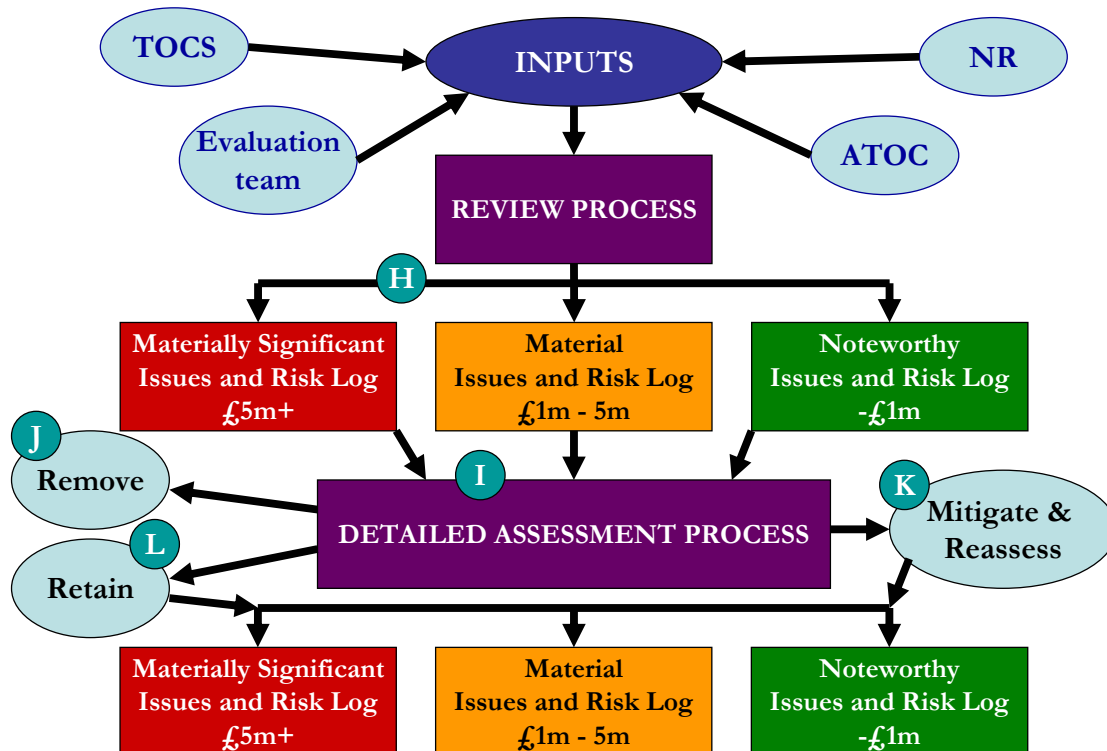 TOCS
INPUTS
NR
Evaluation
team
ATOC
REVIEW PROCESS
H
Materially Significant
Issues and Risk Log
£5m+
Material
Issues and Risk Log
£1m - 5m
Noteworthy
Issues and Risk Log
-£1m
J
Remove
I
DETAILED ASSESSMENT PROCESS
K
Mitigate &
Reassess
L
Retain
Materially Significant
Issues and Risk Log
£5m+
Material
Issues and Risk Log
£1m - 5m
Noteworthy
Issues and Risk Log
-£1m